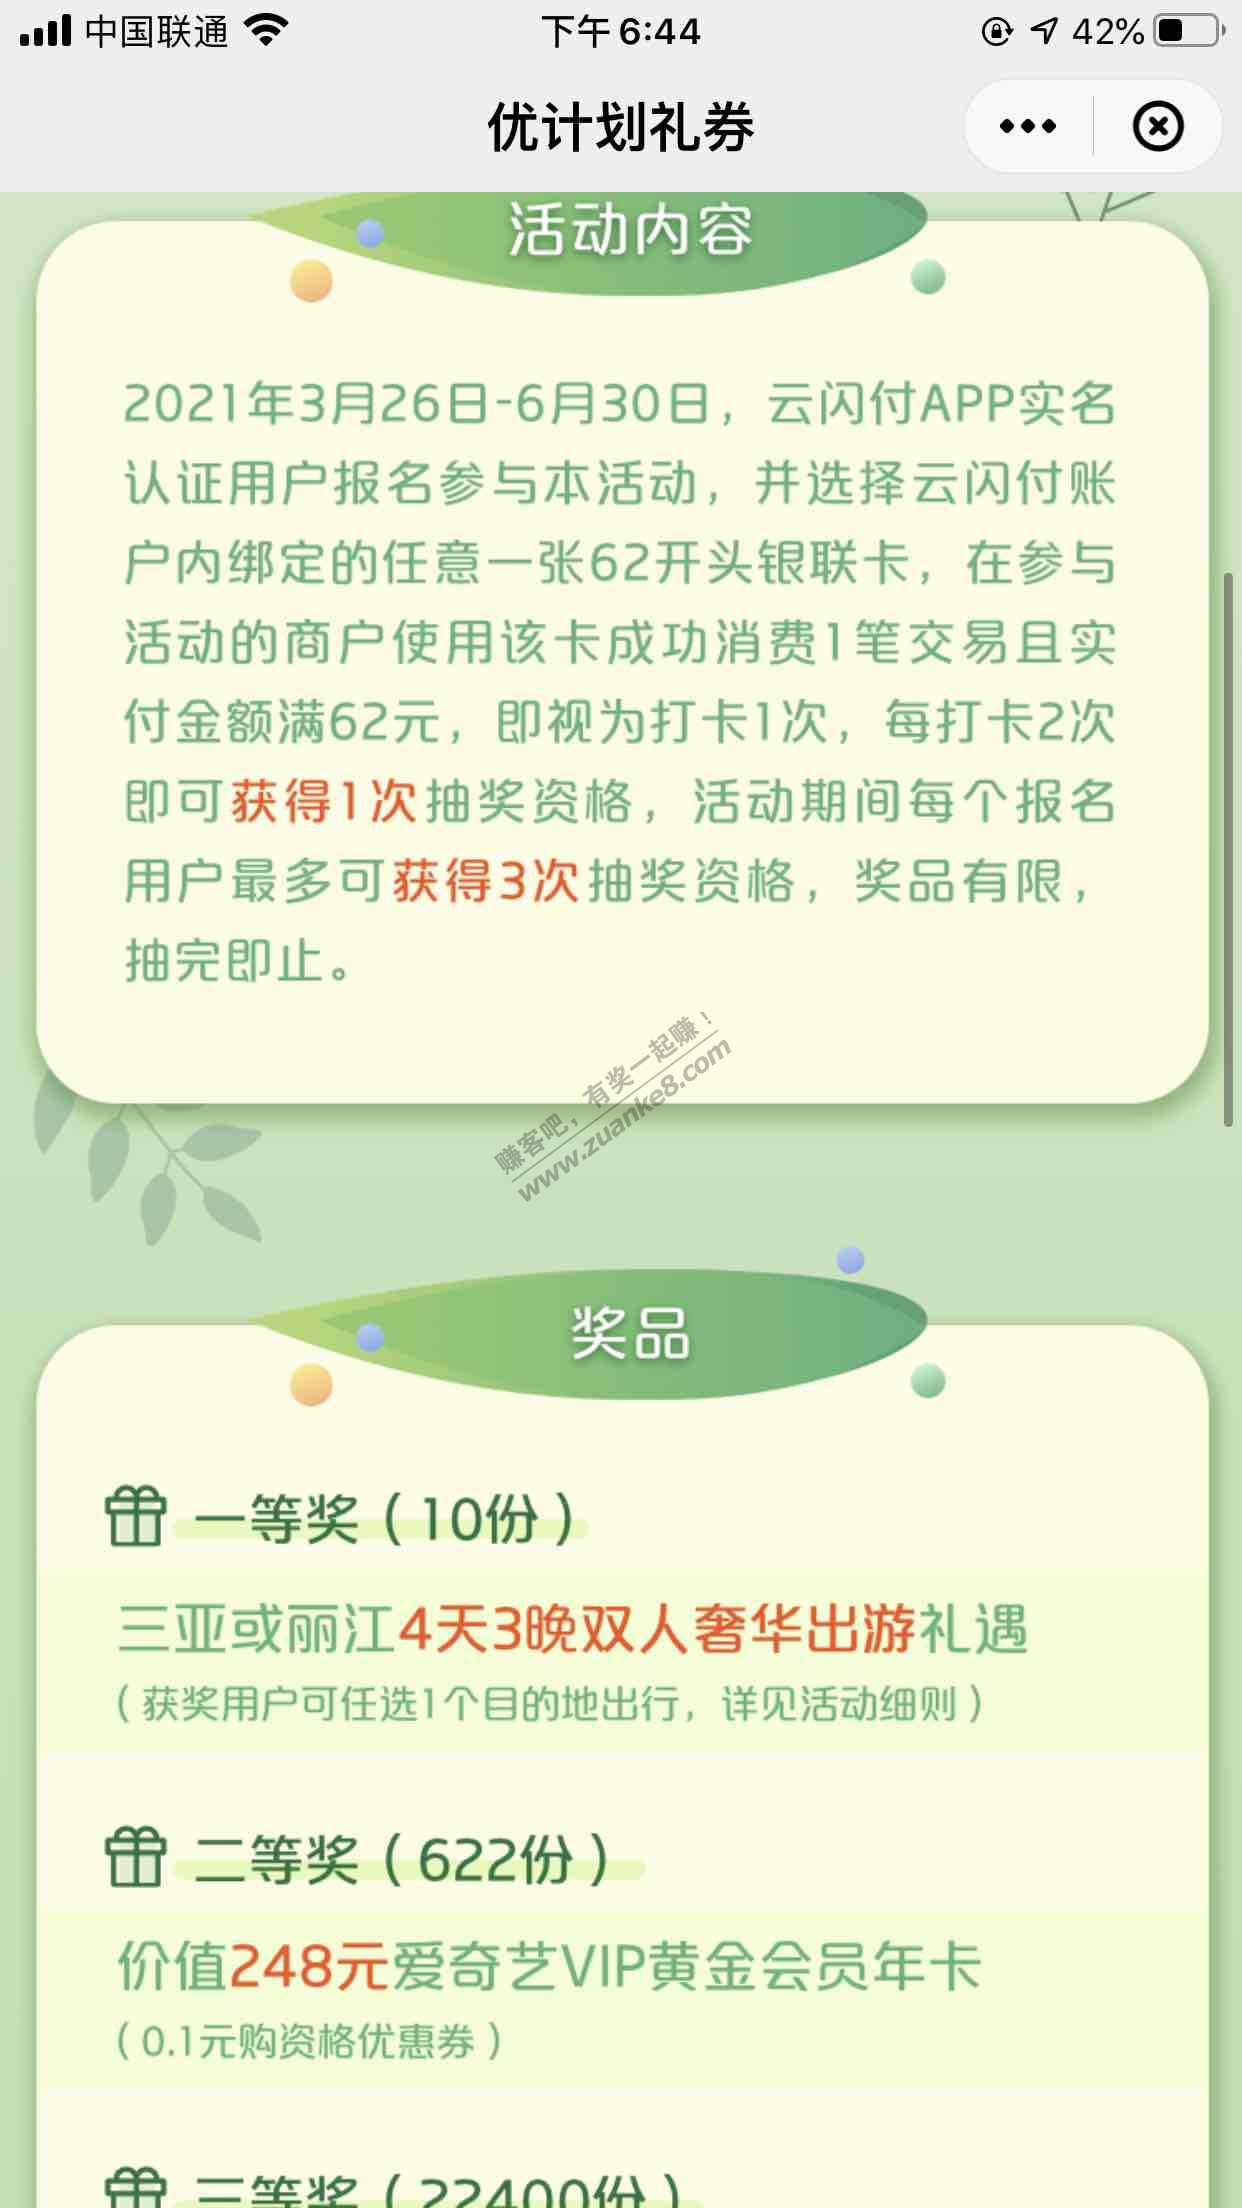 中国联通
下午6:44
42%
优计划礼券
活动内容
2021年3月26日-6月30日，云闪付APP实名
认证用户报名参与本活动，并选择云闪付账
户内绑定的任意一张62开头银联卡，在参与
活动的商户使用该卡成功消费1笔交易且实
付金额满62元，即视为打卡1次，每打卡2次
即可获得1次抽奖资格，活动期间每个报名
用户最多可获得3次抽奖资格，奖品有限，
抽完即止。
赚客吧，有奖一起赚！
www.zuanke8.com
奖品
一等奖（10份）
三亚或丽江4天3晚双人奢华出游礼遇
（获奖用户可任选1个目的地出行，详见活动细则）
二等奖（622份）
价值248元爱奇艺VIP黄金会员年卡
（0.1元购资格优惠券）
三等奖（22400份）